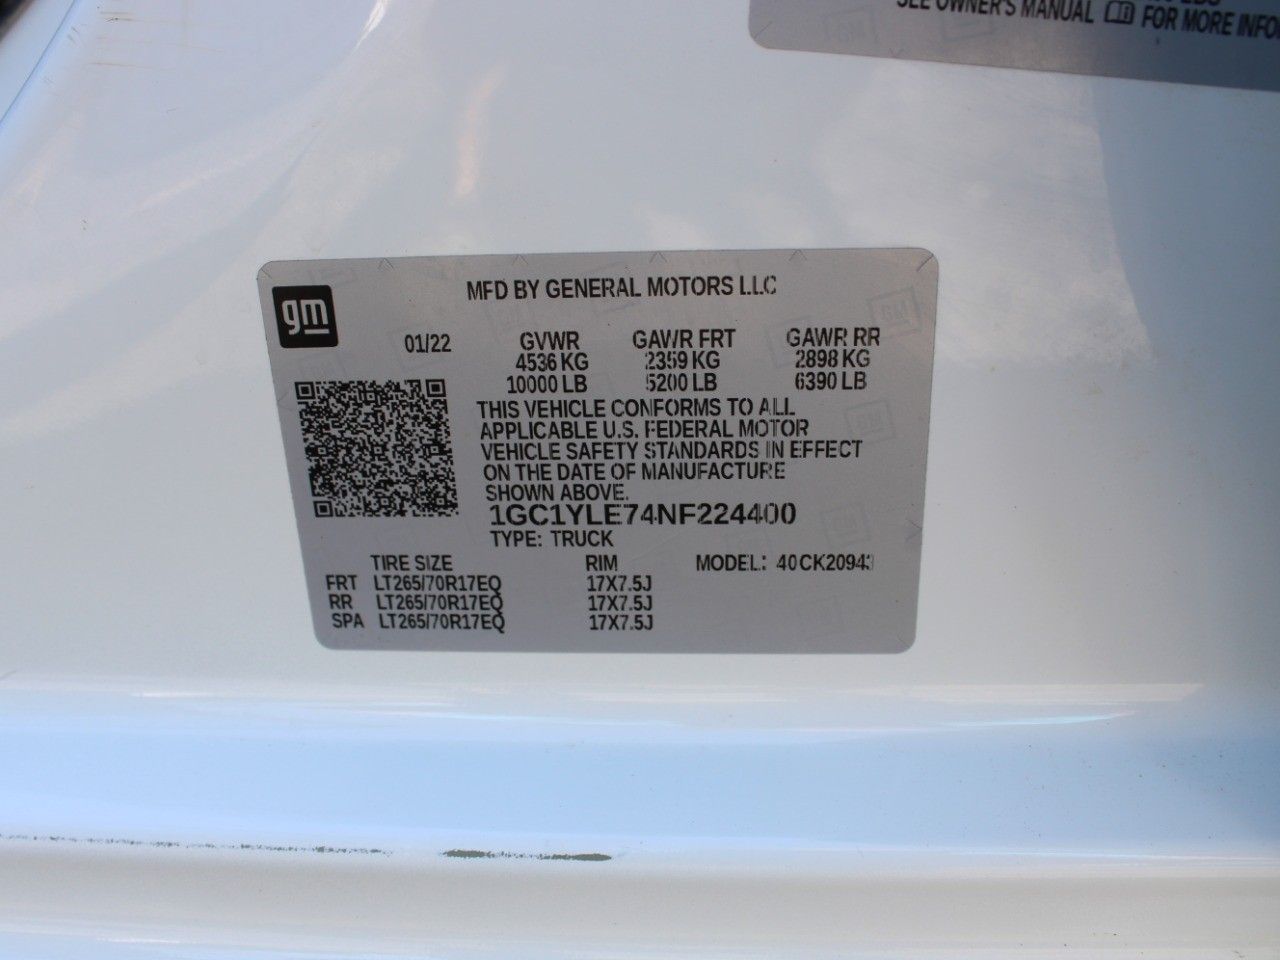 SEE OWNER'S MANUAL FOR MORE
MFD BY GENERAL MOTORS LLC
gm
01/22 GVWR GAWR FRT GAWR RR
4536 KG 2359 KG 2898 KG
10000 LB 5200 LB 6390 LB
THIS VEHICLE CONFORMS TO ALL
APPLICABLE U.S. FEDERAL MOTOR
VEHICLE SAFETY STANDARDS IN EFFECT
ON THE DATE OF MANUFACTURE
SHOWN ABOVE.
1GC1YLE74NF224400
TYPE: TRUCK
TIRE SIZE RIM MODEL: 40CK20943
FRT LT265/70R17EQ 17X7.5J
RR LT265/70R17EQ 17X7.5J
SPA LT265/70R17EQ 17X7.5J